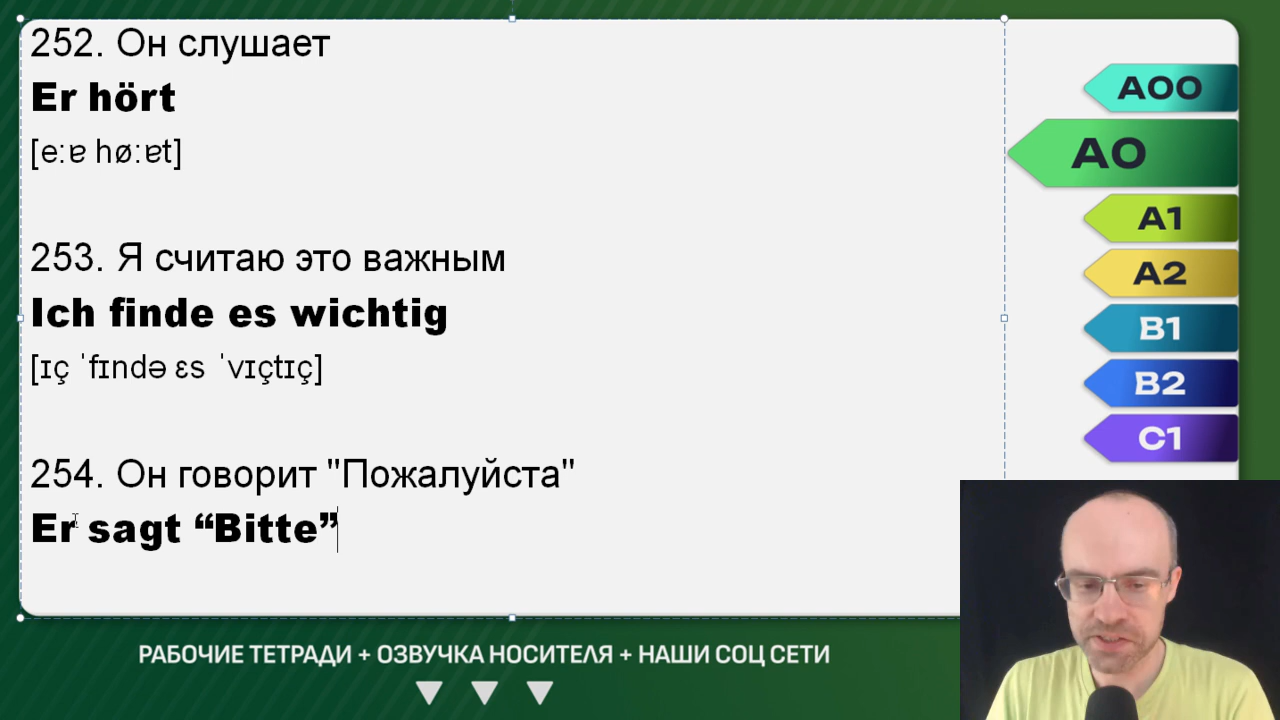 252. Он слушает
Er hört
[eːɐ høːɐt]
253. Я считаю это важным
Ich finde es wichtig
[ɪç ˈfɪndə ɛs ˈvɪçtɪç]
254. Он говорит "Пожалуйста"
Er sagt “Bitte”
A00
A0
A1
A2
B1
B2
C1
РАБОЧИЕ ТЕТРАДИ + ОЗВУЧКА НОСИТЕЛЯ + НАШИ СОЦ СЕТИ